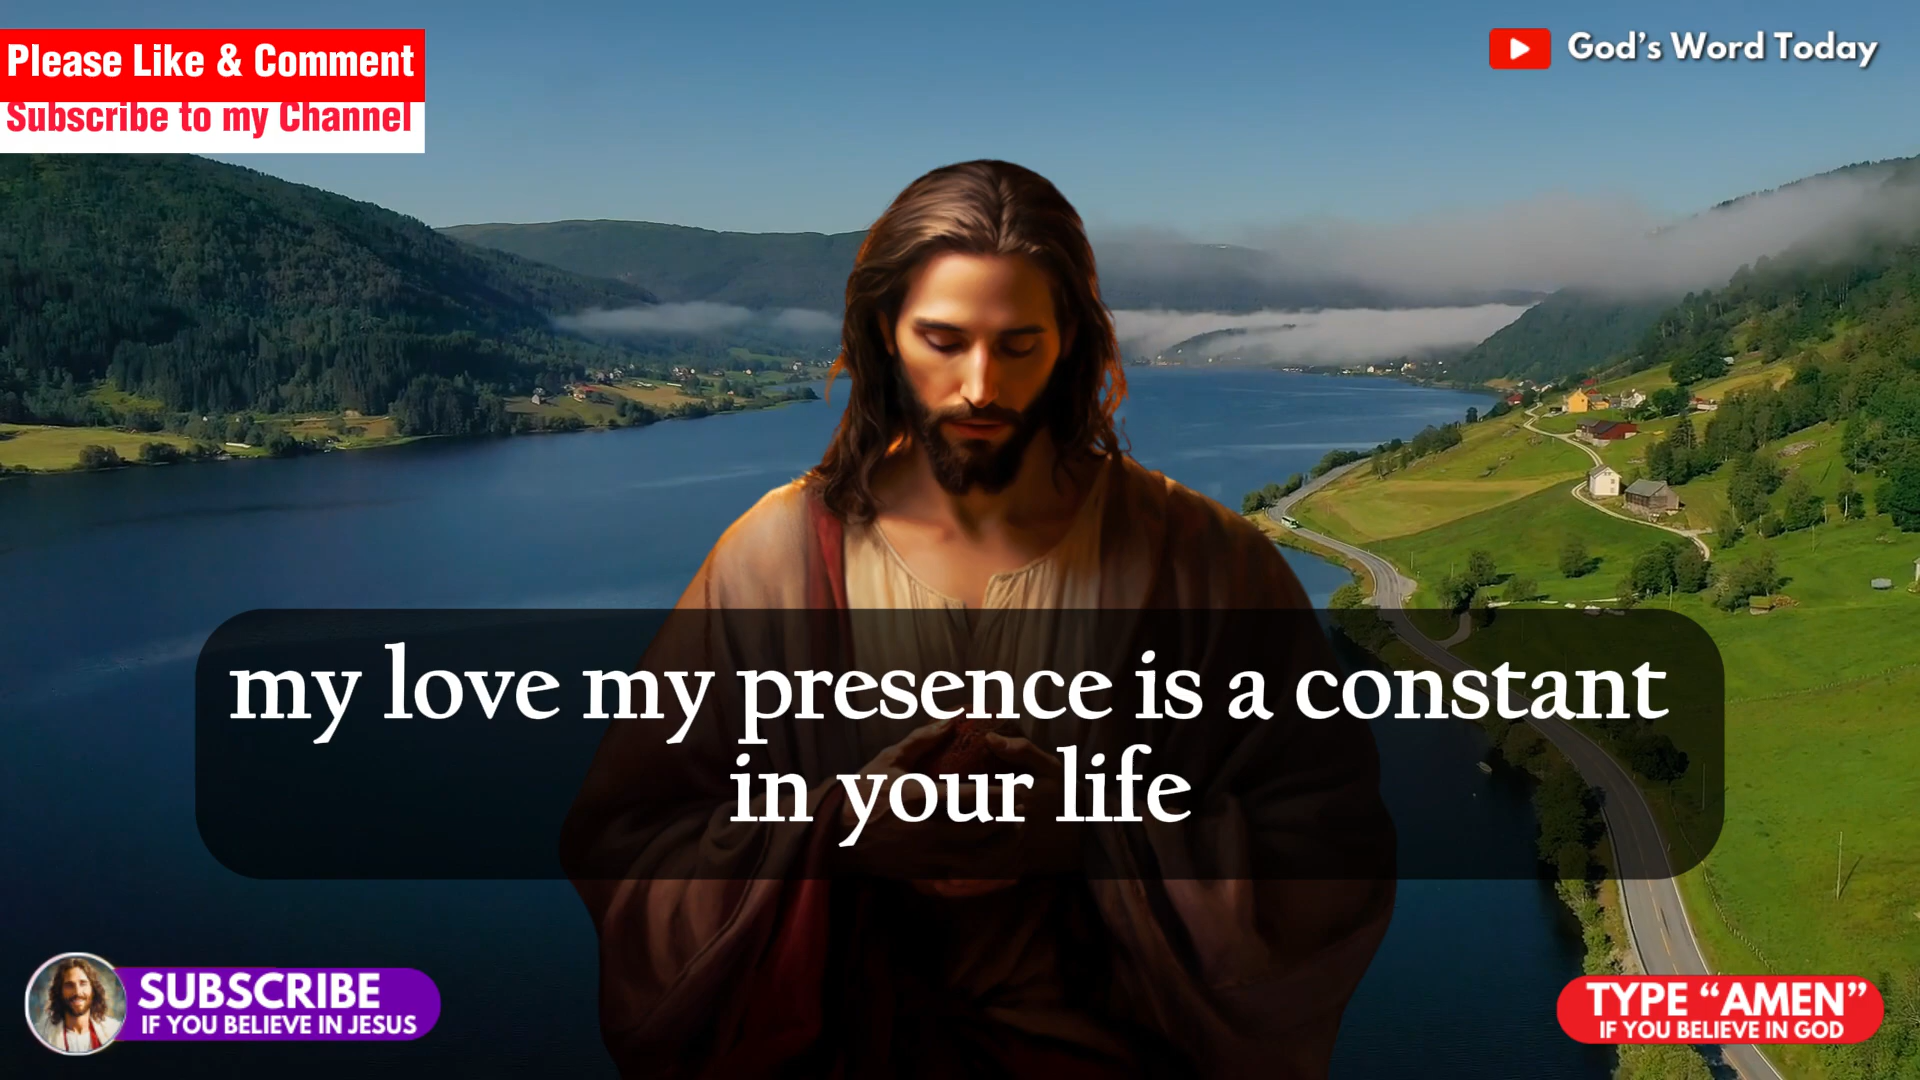 Please Like & Comment
Subscribe to my Channel
God's Word Today
my love my presence is a constant
in your life
SUBSCRIBE
IF YOU BELIEVE IN JESUS
TYPE “AMEN”
IF YOU BELIEVE IN GOD